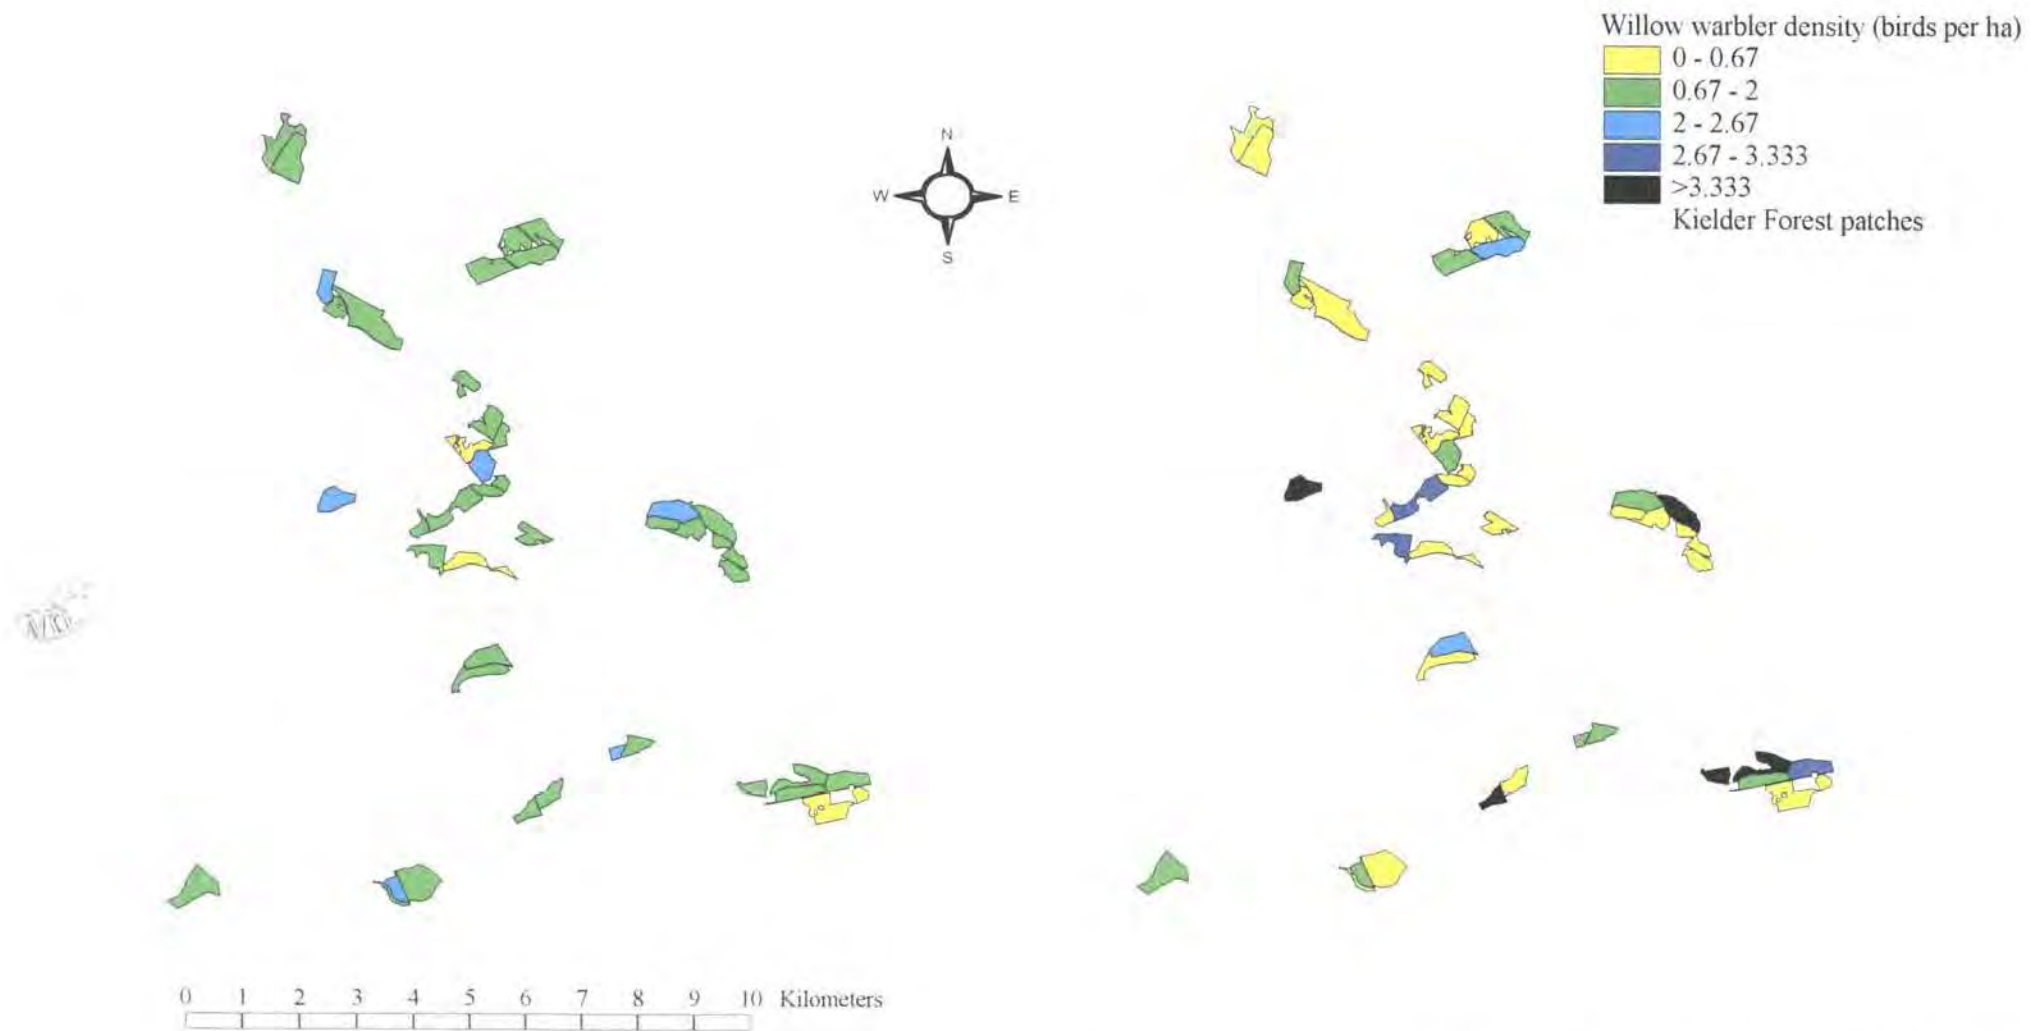 Willow warbler density (birds per ha)
0 - 0.67
0.67 - 2
2 - 2.67
2.67 - 3.333
>3.333
Kielder Forest patches
N
W E
S
0 1 2 3 4 5 6 7 8 9 10 Kilometers